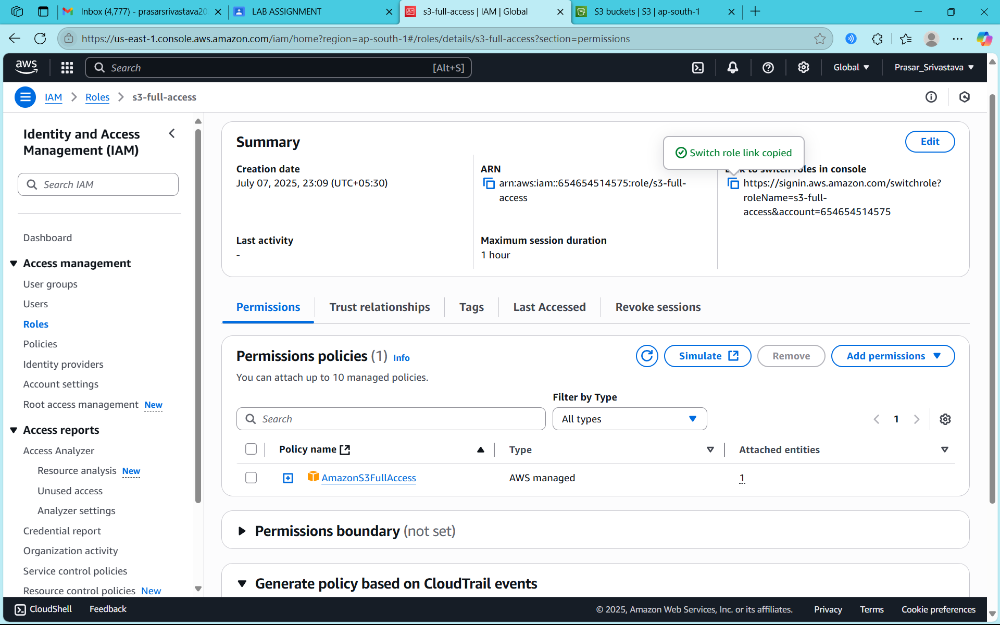 Inbox (4,777) - prasarsrivastava20
LAB ASSIGNMENT
s3-full-access | IAM | Global
S3 buckets | S3 | ap-south-1
https://us-east-1.console.aws.amazon.com/iam/home?region=ap-south-1#/roles/details/s3-full-access?section=permissions
aws
Search
[Alt+S]
Global
Prasar_Srivastava
IAM
Roles
s3-full-access
Identity and Access
Management (IAM)
Search IAM
Dashboard
Access management
User groups
Users
Roles
Policies
Identity providers
Account settings
Root access management New
Access reports
Access Analyzer
Resource analysis New
Unused access
Analyzer settings
Credential report
Organization activity
Service control policies
Resource control policies New
Summary
Edit
Switch role link copied
Creation date
July 07, 2025, 23:09 (UTC+05:30)
ARN
arn:aws:iam::654654514575:role/s3-full-
access
to switch roles in console
https://signin.aws.amazon.com/switchrole?
roleName=s3-full-
access&account=654654514575
Last activity
-
Maximum session duration
1 hour
Permissions
Trust relationships
Tags
Last Accessed
Revoke sessions
Permissions policies (1) Info
You can attach up to 10 managed policies.
Simulate
Remove
Add permissions
Filter by Type
Search
All types
1
Policy name
Type
Attached entities
AmazonS3FullAccess
AWS managed
1
Permissions boundary (not set)
Generate policy based on CloudTrail events
CloudShell
Feedback
© 2025, Amazon Web Services, Inc. or its affiliates.
Privacy
Terms
Cookie preferences